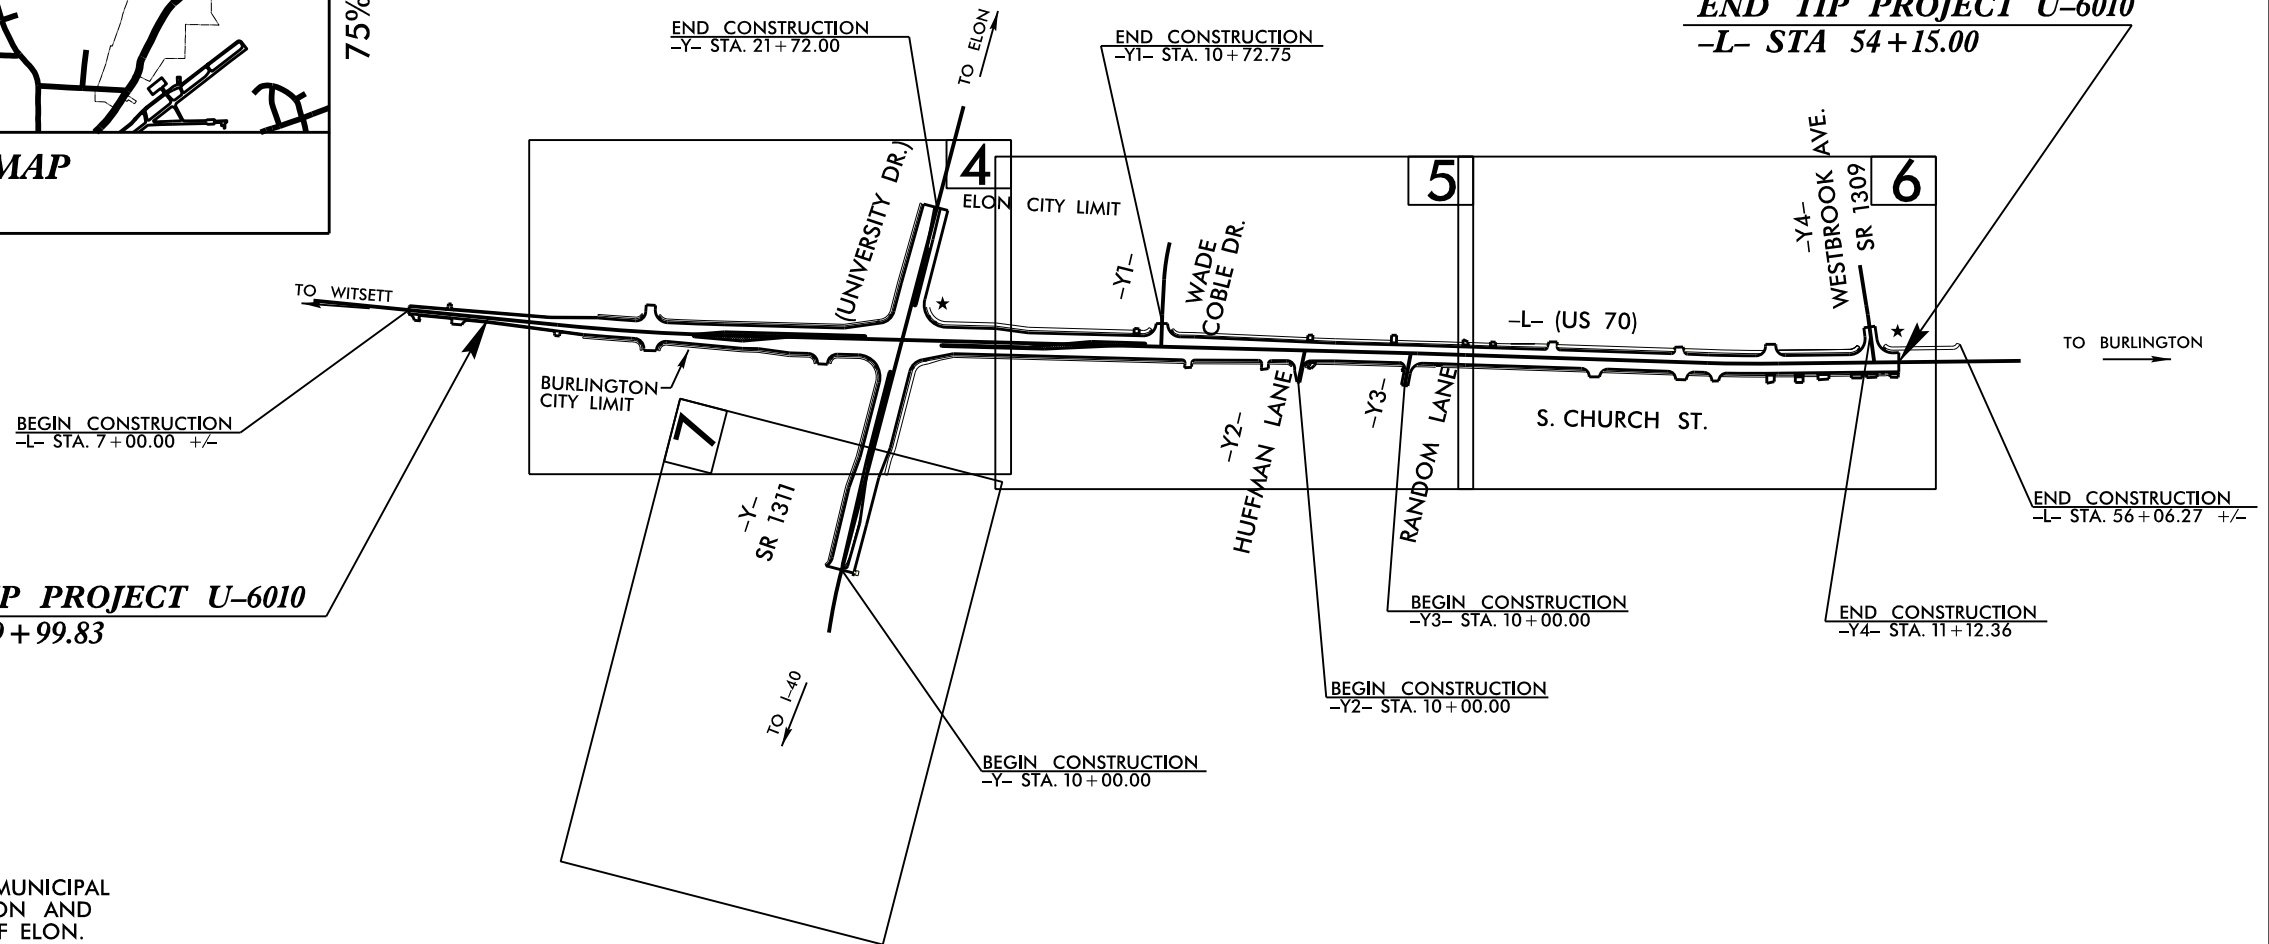 75%
MAP
END CONSTRUCTION
-Y- STA. 21+72.00
TO ELON
END CONSTRUCTION
-Y1- STA. 10+72.75
END TIP PROJECT U-6010
-L- STA 54+15.00
4
5
6
7
(UNIVERSITY DR.)
ELON CITY LIMIT
-Y1-
WADE
COBLE DR.
-Y4-
WESTBROOK AVE.
SR 1309
TO WITSETT
-L- (US 70)
TO BURLINGTON
BURLINGTON
CITY LIMIT
BEGIN CONSTRUCTION
-L- STA. 7+00.00 +/-
-Y2-
HUFFMAN LANE
-Y3-
RANDOM LANE
S. CHURCH ST.
-Y-
SR 1311
END CONSTRUCTION
-L- STA. 56+06.27 +/-
PROJECT U-6010
+99.83
BEGIN CONSTRUCTION
-Y3- STA. 10+00.00
END CONSTRUCTION
-Y4- STA. 11+12.36
BEGIN CONSTRUCTION
-Y2- STA. 10+00.00
TO I-40
BEGIN CONSTRUCTION
-Y- STA. 10+00.00
MUNICIPAL
ON AND
F ELON.